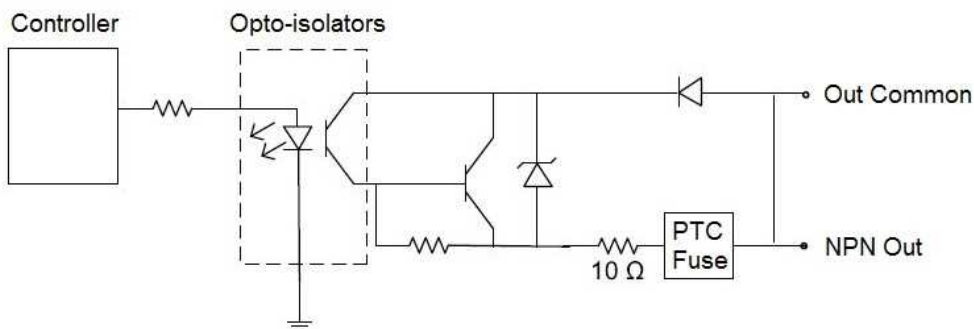 Controller
Opto-isolators
Out Common
PTC
Fuse
10 Ω
NPN Out